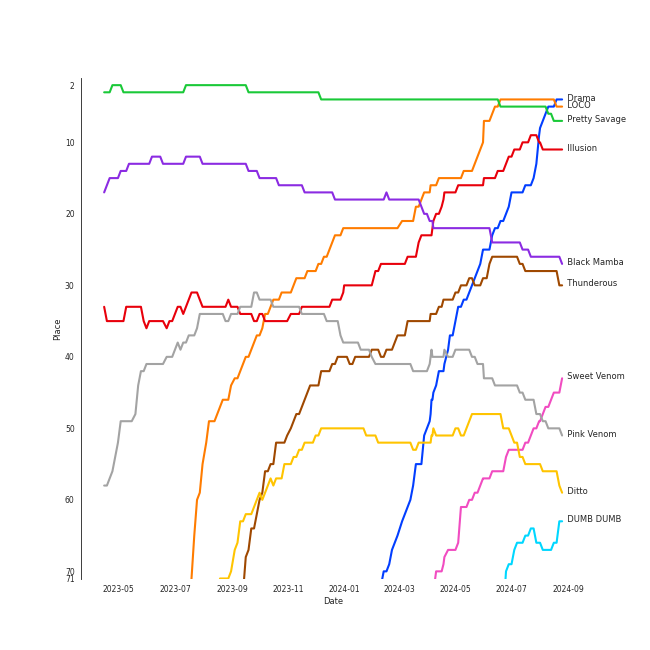 2
Drama
LOCO
Pretty Savage
10
Illusion
20
Black Mamba
30
Thunderous
Place
40
Sweet Venom
50
Pink Venom
Ditto
60
DUMB DUMB
70
71
2023-05 2023-07 2023-09 2023-11 2024-01 2024-03 2024-05 2024-07 2024-09
Date